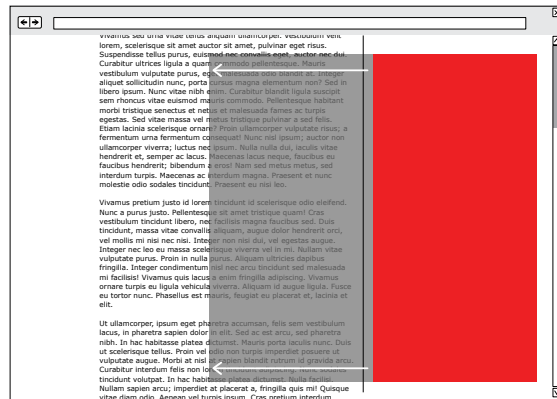 Vivamus sed urna vitae tellus aliquam ullamcorper. Vestibulum velit
lorem, scelerisque sit amet auctor sit amet, pulvinar eget risus.
Suspendisse tellus purus, euismod nec convallis eget, auctor nec dui.
Curabitur ultrices ligula a quam commodo pellentesque. Mauris
vestibulum vulputate purus, eget malesuada odio blandit at. Integer
aliquet sollicitudin nunc, porta cursus magna elementum non? Sed in
libero ipsum. Nunc vitae nibh enim. Curabitur blandit ligula suscipit
sem rhoncus vitae euismod mauris commodo. Pellentesque habitant
morbi tristique senectus et netus et malesuada fames ac turpis
egestas. Sed vitae massa vel metus tristique pulvinar a sed felis.
Etiam lacinia scelerisque ornare? Proin ullamcorper vulputate risus; a
fermentum urna fermentum consequat! Nunc nisl ipsum; auctor non
ullamcorper viverra; luctus nec ipsum. Nulla nulla dui, iaculis vitae
hendrerit et, semper ac lacus. Maecenas lacus neque, faucibus eu
faucibus hendrerit; bibendum a eros! Nam sed metus metus, sed
interdum turpis. Maecenas ac interdum magna. Praesent et nunc
molestie odio sodales tincidunt. Praesent eu nisi leo.
Vivamus pretium justo id lorem tincidunt id scelerisque odio eleifend.
Nunc a purus justo. Pellentesque sit amet tristique quam! Cras
vestibulum tincidunt libero, nec facilisis magna faucibus sed. Duis
tincidunt, massa vitae convallis aliquam, augue dolor hendrerit orci,
vel mollis mi nisi nec nisi. Integer non nisi dui, vel egestas augue.
Integer nec leo eu massa scelerisque viverra vel in mi. Nullam vitae
vulputate purus. Proin in nulla purus. Aliquam ultricies dapibus
fringilla. Integer condimentum nisl nec arcu tincidunt sed malesuada
mi facilisis! Vivamus quis lacus a enim fringilla adipiscing. Vivamus
ornare turpis eu ligula vehicula viverra. Aliquam id augue ligula. Fusce
eu tortor nunc. Phasellus est mauris, feugiat eu placerat et, lacinia et
elit.
Ut ullamcorper, ipsum eget pharetra accumsan, felis sem vestibulum
lacus, in pharetra sapien dolor in elit. Sed ac est arcu, sed pharetra
nibh. In hac habitasse platea dictumst. Mauris porta iaculis nunc. Duis
ut scelerisque tellus. Proin vel odio non turpis imperdiet posuere ut
vulputate augue. Morbi at nisl at sapien blandit rutrum id gravida arcu.
Curabitur interdum felis non tincidunt adipiscing. Nunc sodales
tincidunt volutpat. In hac habitasse platea dictumst. Nulla facilisi.
Nullam sapien arcu; imperdiet at placerat a, fringilla quis mi! Quisque
vitae diam odio. Aenean vel turpis ipsum. Cras pretium interdum